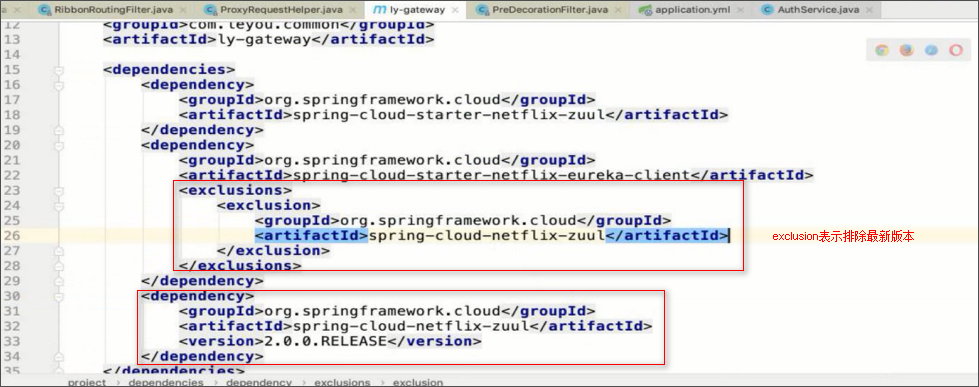 RibbonRoutingFilter.java
ProxyRequestHelper.java
ly-gateway
PreDecorationFilter.java
application.yml
AuthService.java
12 <groupId>com.leyou.common</groupId>
13 <artifactId>ly-gateway</artifactId>
14
15 <dependencies>
16 <dependency>
17 <groupId>org.springframework.cloud</groupId>
18 <artifactId>spring-cloud-starter-netflix-zuul</artifactId>
19 </dependency>
20 <dependency>
21 <groupId>org.springframework.cloud</groupId>
22 <artifactId>spring-cloud-starter-netflix-eureka-client</artifactId>
23 <exclusions>
24 <exclusion>
25 <groupId>org.springframework.cloud</groupId>
26 <artifactId>spring-cloud-netflix-zuul</artifactId>
exclusion表示排除最新版本
27 </exclusion>
28 </exclusions>
29 </dependency>
30 <dependency>
31 <groupId>org.springframework.cloud</groupId>
32 <artifactId>spring-cloud-netflix-zuul</artifactId>
33 <version>2.0.0.RELEASE</version>
34 </dependency>
35 </dependencies>
project › dependencies › dependency › exclusions › exclusion